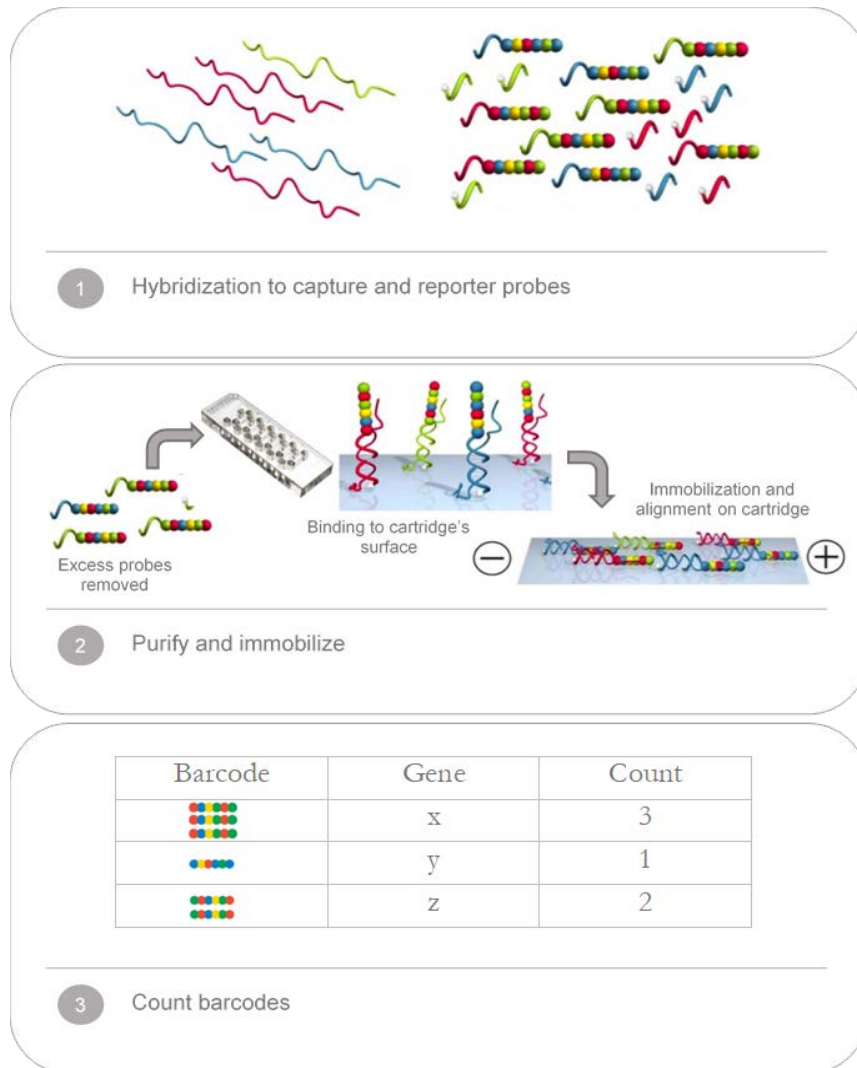 1 Hybridization to capture and reporter probes
Excess probes
removed
Binding to cartridge's
surface
Immobilization and
alignment on cartridge
− +
2 Purify and immobilize
Barcode Gene Count
x 3
y 1
z 2
3 Count barcodes